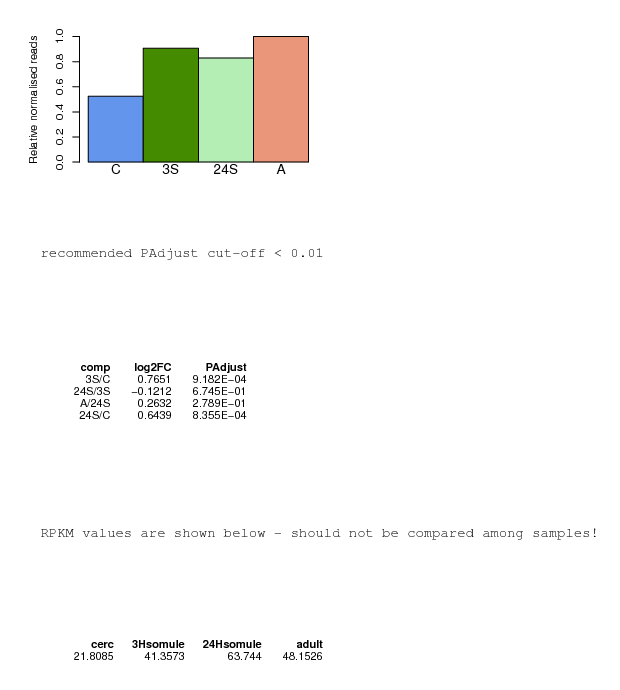 Relative normalised reads
1.0
0.8
0.6
0.4
0.2
0.0
C 3S 24S A
recommended PAdjust cut-off < 0.01
comp log2FC PAdjust
3S/C 0.7651 9.182E−04
24S/3S −0.1212 6.745E−01
A/24S 0.2632 2.789E−01
24S/C 0.6439 8.355E−04
RPKM values are shown below - should not be compared among samples!
cerc 3Hsomule 24Hsomule adult
21.8085 41.3573 63.744 48.1526